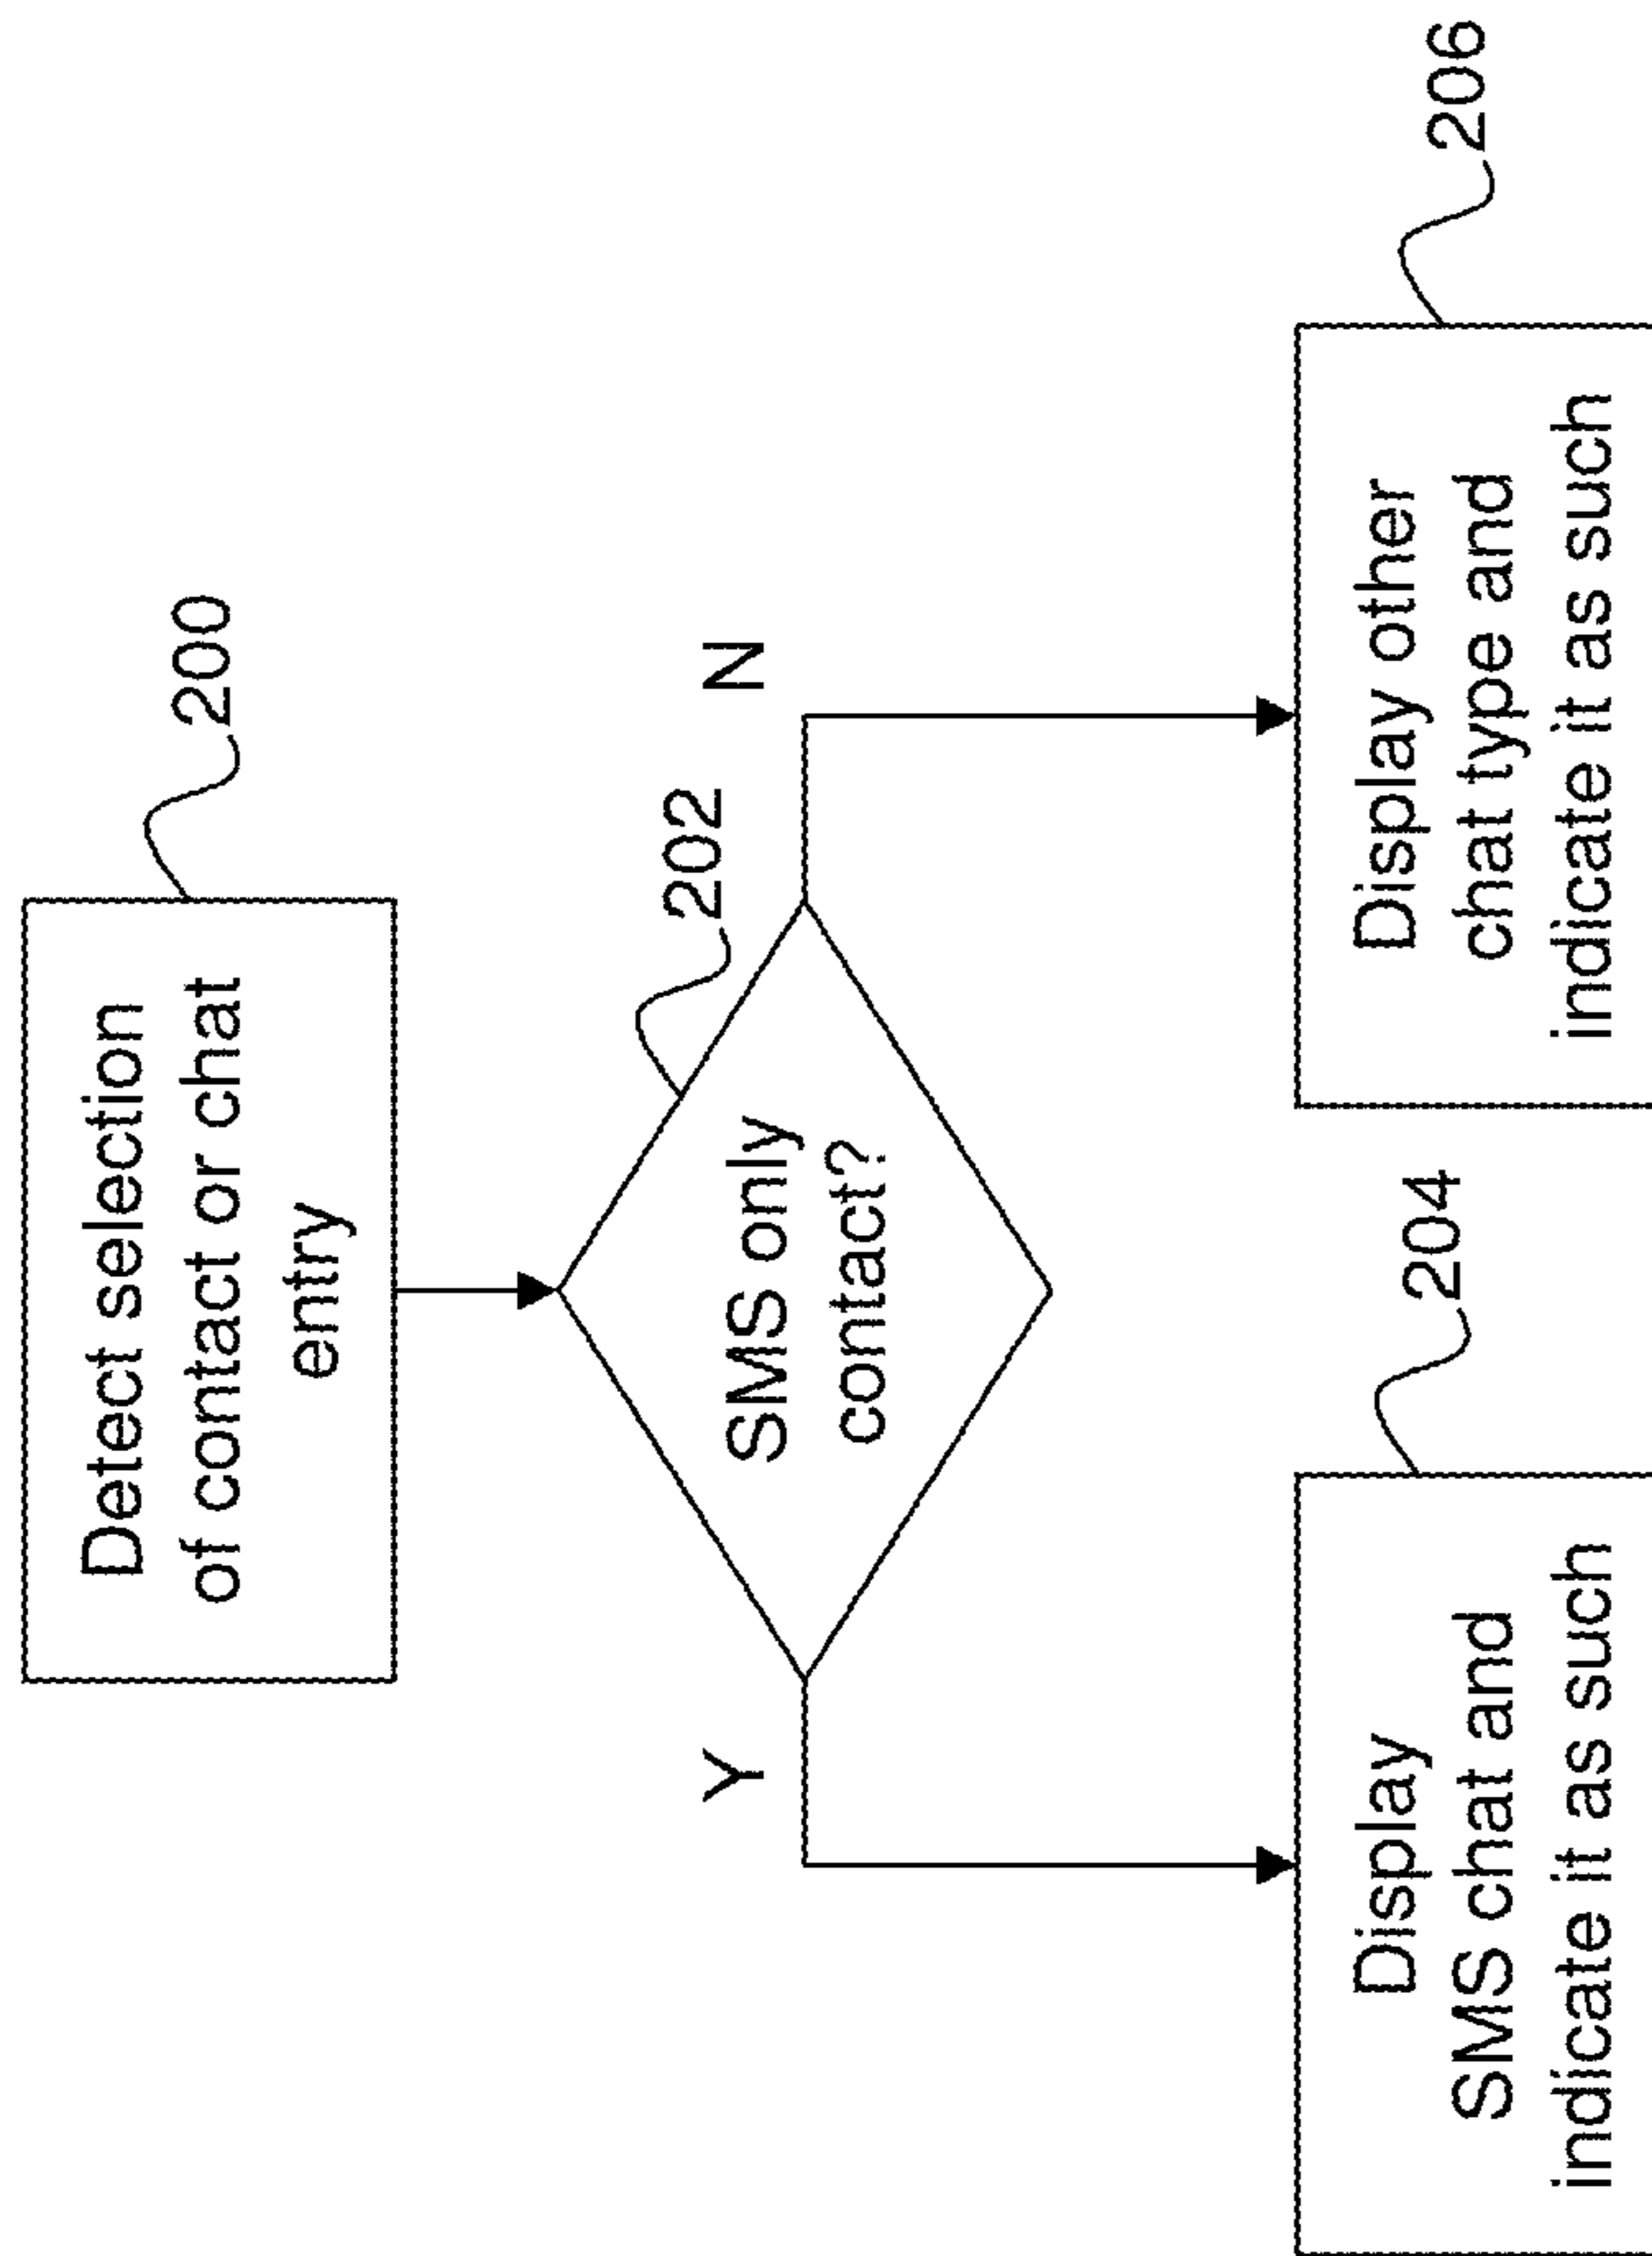 Detect selection
of contact or chat
entry
200
SMS only
contact?
202
Y
N
Display
SMS chat and
indicate it as such
204
Display other
chat type and
indicate it as such
206